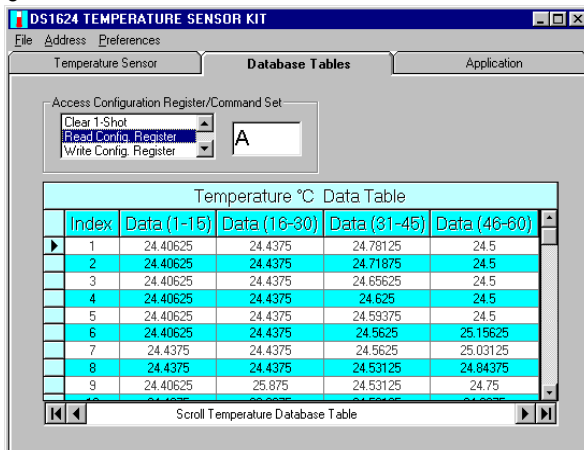 DS1624 TEMPERATURE SENSOR KIT
File Address Preferences
Temperature Sensor Database Tables Application
Access Configuration Register/Command Set
Clear 1-Shot
Read Config. Register
Write Config. Register
A
Temperature °C Data Table
Index Data (1-15) Data (16-30) Data (31-45) Data (46-60)
1 24.40625 24.4375 24.78125 24.5
2 24.40625 24.4375 24.71875 24.5
3 24.40625 24.4375 24.65625 24.5
4 24.40625 24.4375 24.625 24.5
5 24.40625 24.4375 24.59375 24.5
6 24.40625 24.4375 24.5625 25.15625
7 24.4375 24.4375 24.5625 25.03125
8 24.4375 24.4375 24.53125 24.84375
9 24.40625 25.875 24.53125 24.75
Scroll Temperature Database Table